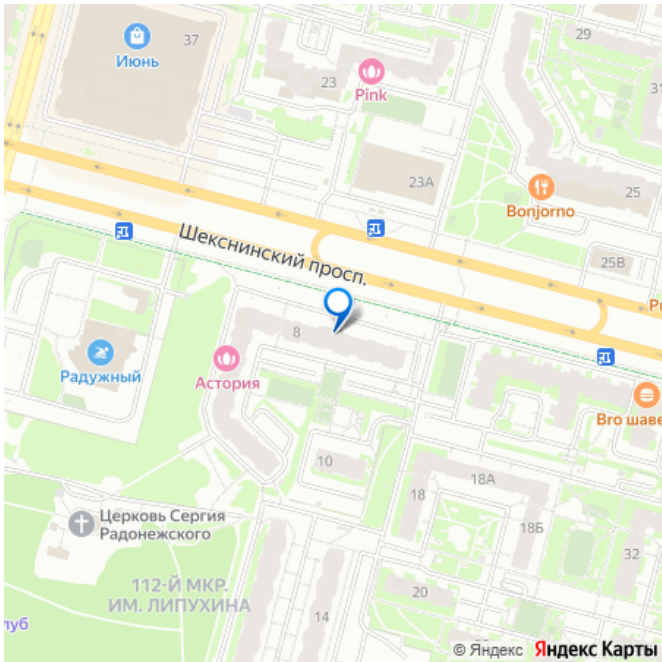 37
Июнь
29
23
Pink
31
23А
25
Bonjorno
Шекснинский просп.
25В
Pu
8
Радужный
Астория
Bro шаве
10
18А
18
18Б
Церковь Сергия
Радонежского
32
112-Й МКР.
ИМ. ЛИПУХИНА
20
14
луб
© Яндекс Яндекс Карты